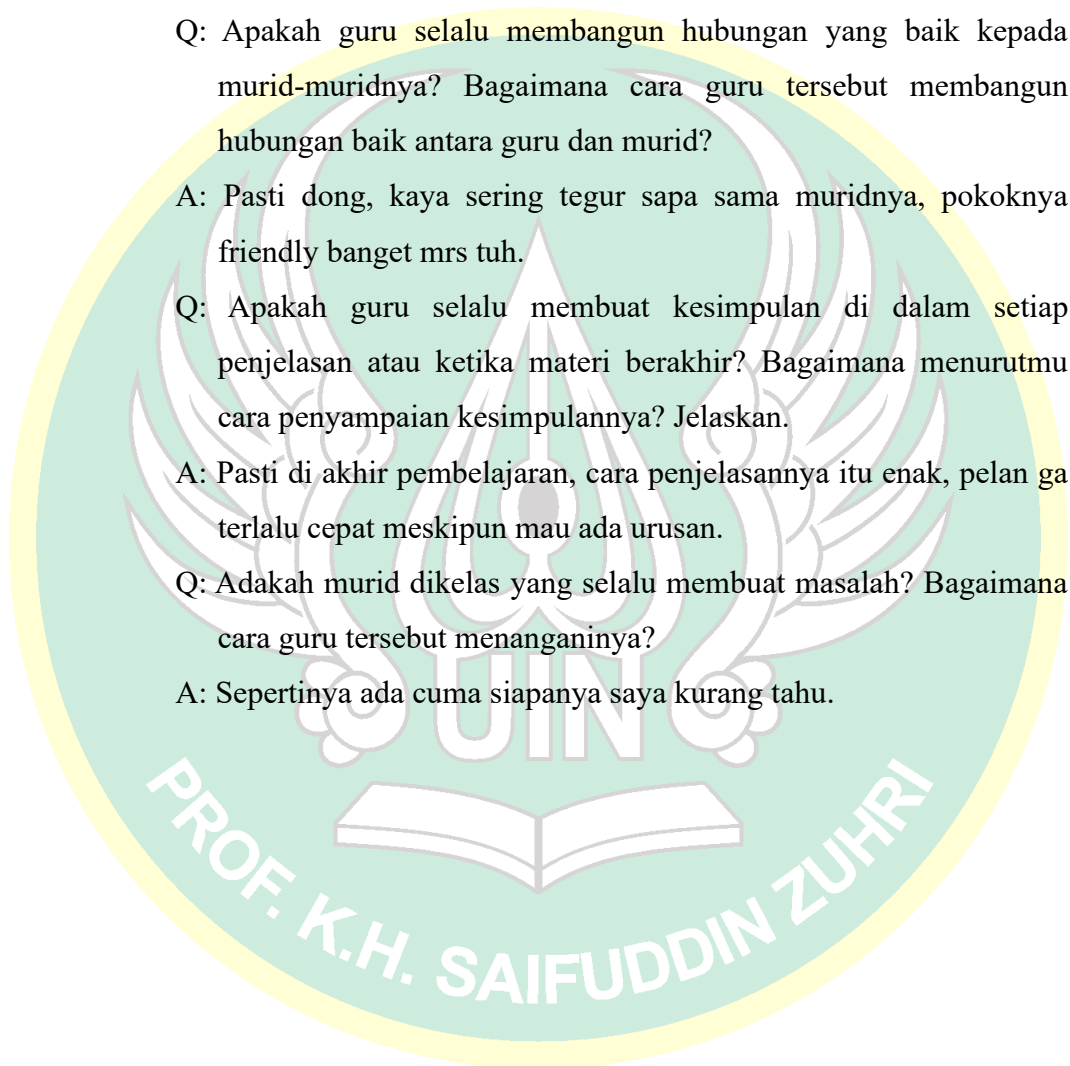 Q: Apakah guru selalu membangun hubungan yang baik kepada
murid-muridnya? Bagaimana cara guru tersebut membangun
hubungan baik antara guru dan murid?
A: Pasti dong, kaya sering tegur sapa sama muridnya, pokoknya
friendly banget mrs tuh.
Q: Apakah guru selalu membuat kesimpulan di dalam setiap
penjelasan atau ketika materi berakhir? Bagaimana menurutmu
cara penyampaian kesimpulannya? Jelaskan.
A: Pasti di akhir pembelajaran, cara penjelasannya itu enak, pelan ga
terlalu cepat meskipun mau ada urusan.
Q: Adakah murid dikelas yang selalu membuat masalah? Bagaimana
cara guru tersebut menanganinya?
A: Sepertinya ada cuma siapanya saya kurang tahu.
UIN
PROF. K.H. SAIFUDDIN ZUHRI